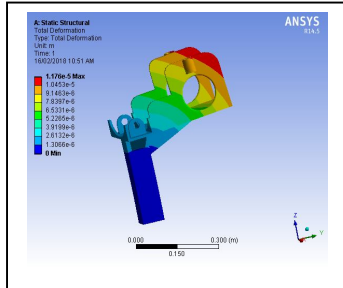 A: Static Structural
Total Deformation
Type: Total Deformation
Unit: m
Time: 1
16/02/2018 10:51 AM
1.176e-5 Max
1.0453e-5
9.1463e-6
7.8397e-6
6.5331e-6
5.2265e-6
3.9199e-6
2.6132e-6
1.3066e-6
0 Min
ANSYS
R14.5
0.000
0.300 (m)
0.150
Z
Y